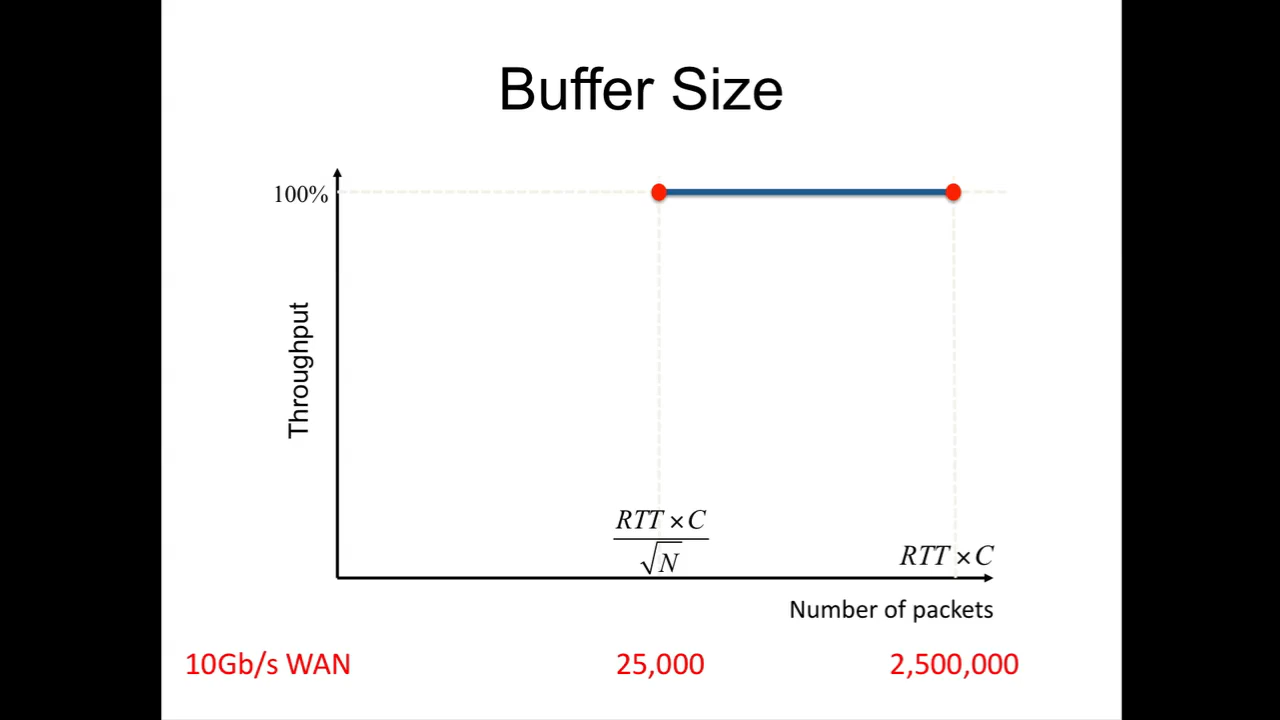 Buffer Size
100%
Throughput
RTT × C
√N
RTT × C
Number of packets
10Gb/s WAN 25,000 2,500,000